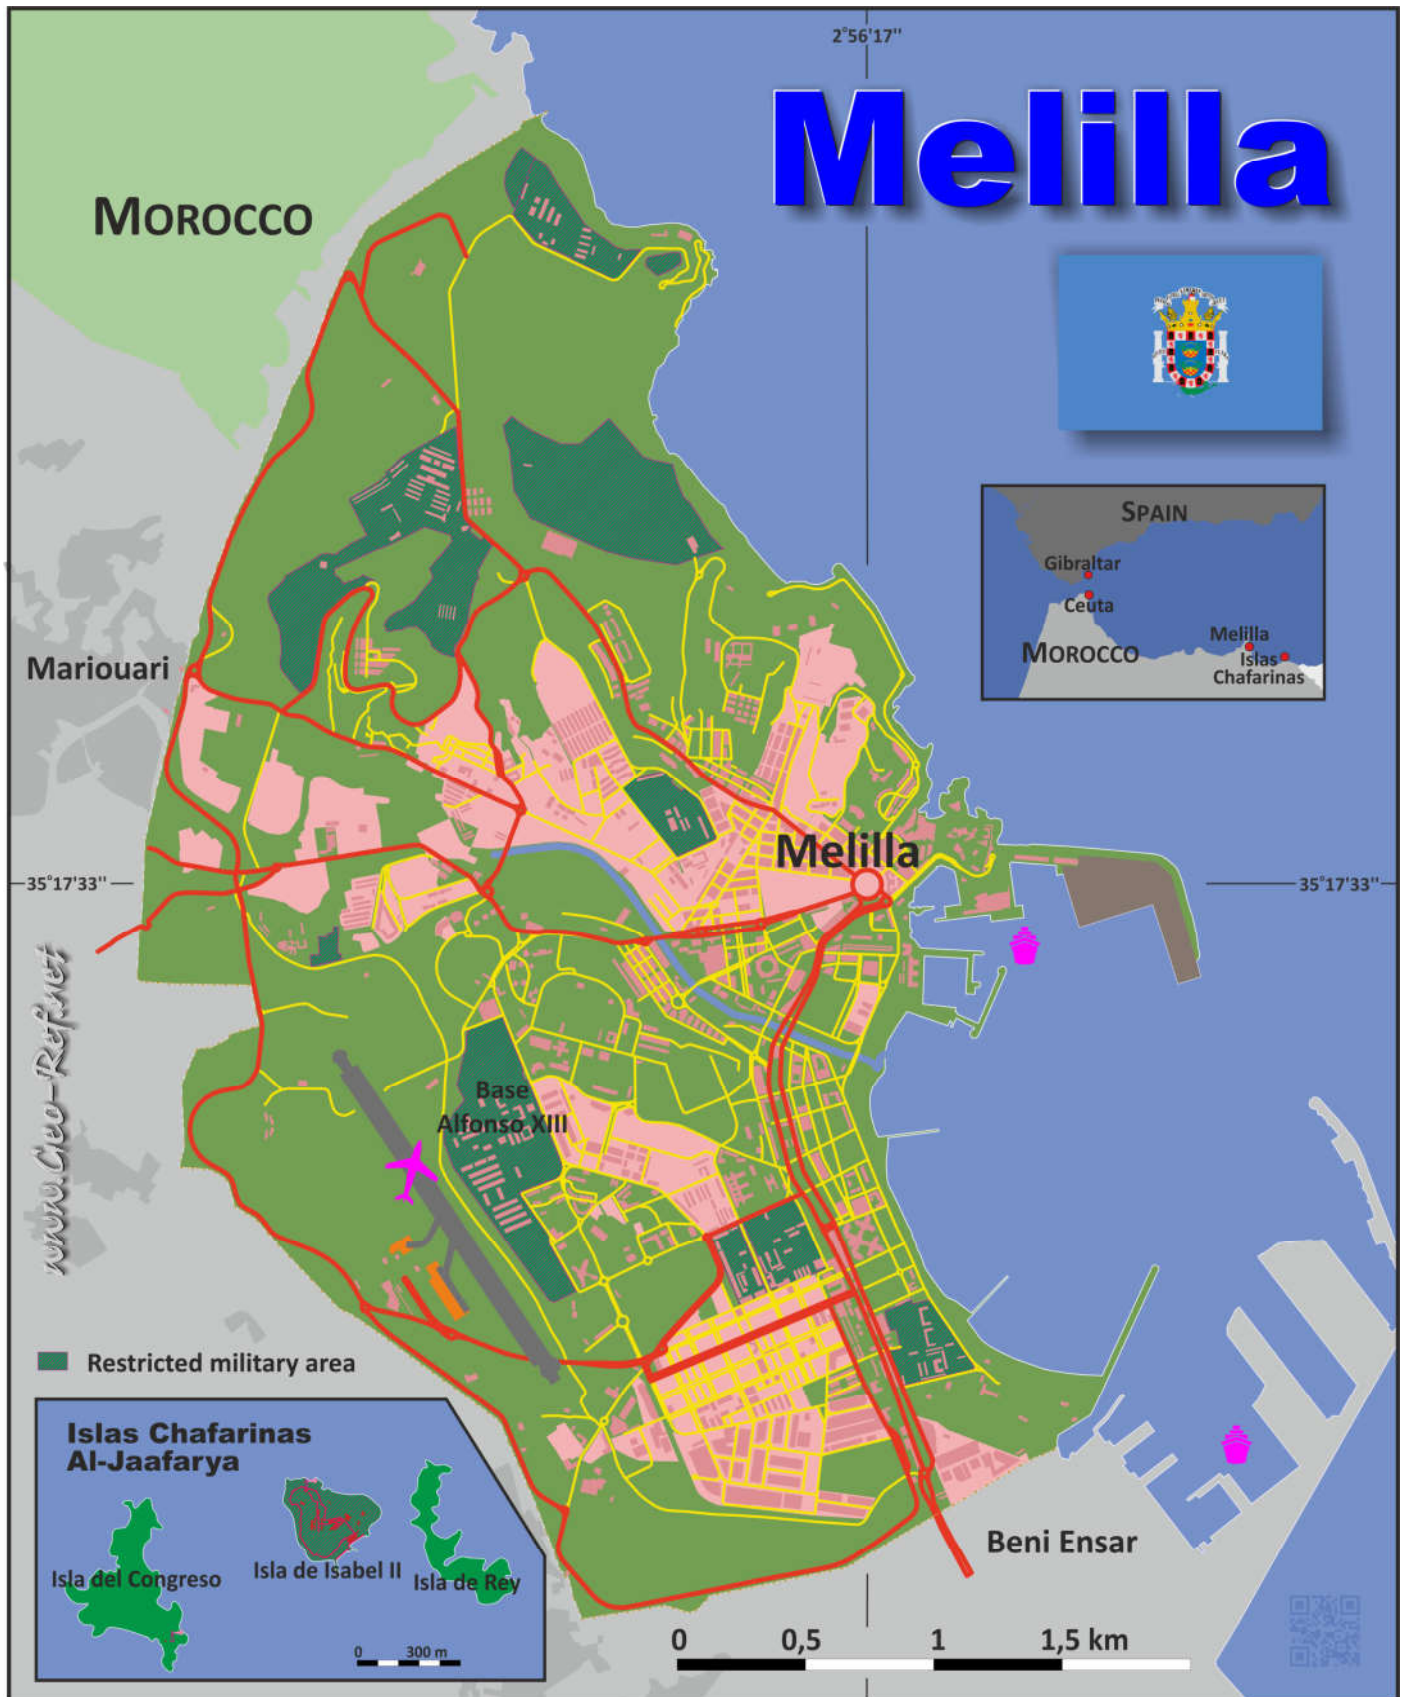 2°56'17''
Melilla
MOROCCO
SPAIN
Gibraltar
Ceuta
Melilla
MOROCCO
Islas
Chafarinas
Mariouari
Melilla
35°17'33''
35°17'33''
www.Geo-Ref.net
Base
Alfonso XIII
Restricted military area
Islas Chafarinas
Al-Jaafarya
Isla del Congreso
Isla de Isabel II
Isla de Rey
0 300 m
Beni Ensar
0 0,5 1 1,5 km